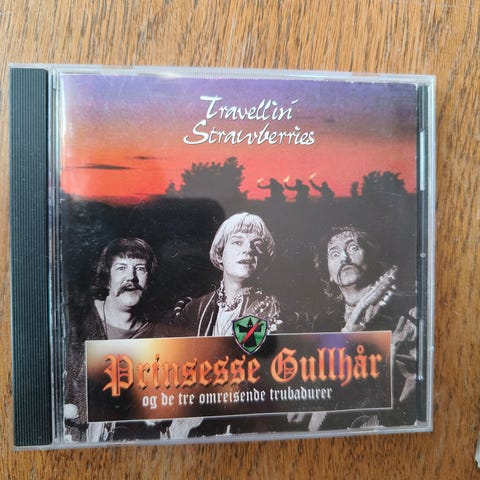 Travellin'
Strawberries
Prinsesse Gullhår
og de tre omreisende trubadurer